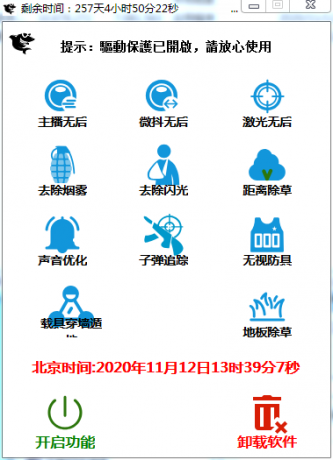 剩余时间：257天4小时50分22秒
提示：驅動保護已開啟，請放心使用
主播无后 微抖无后 激光无后
去除烟雾 去除闪光 距离除草
声音优化 子弹追踪 无视防具
载具穿墙遁 地板除草
北京时间:2020年11月12日13时39分7秒
开启功能 卸载软件